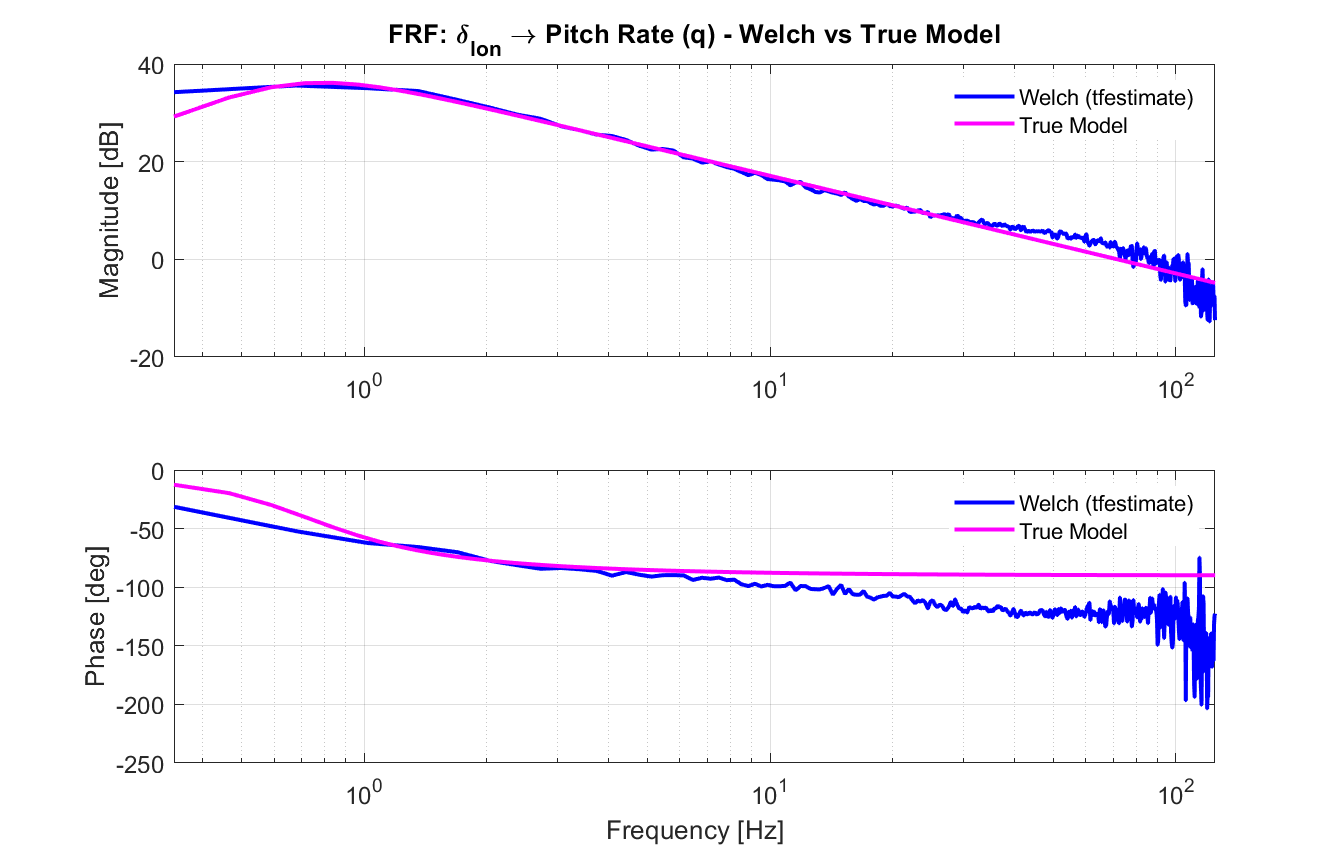 FRF: δ_lon → Pitch Rate (q) - Welch vs True Model
40
20
0
-20
Magnitude [dB]
Welch (tfestimate)
True Model
10^0
10^1
10^2
0
-50
-100
-150
-200
-250
Phase [deg]
Welch (tfestimate)
True Model
10^0
10^1
10^2
Frequency [Hz]